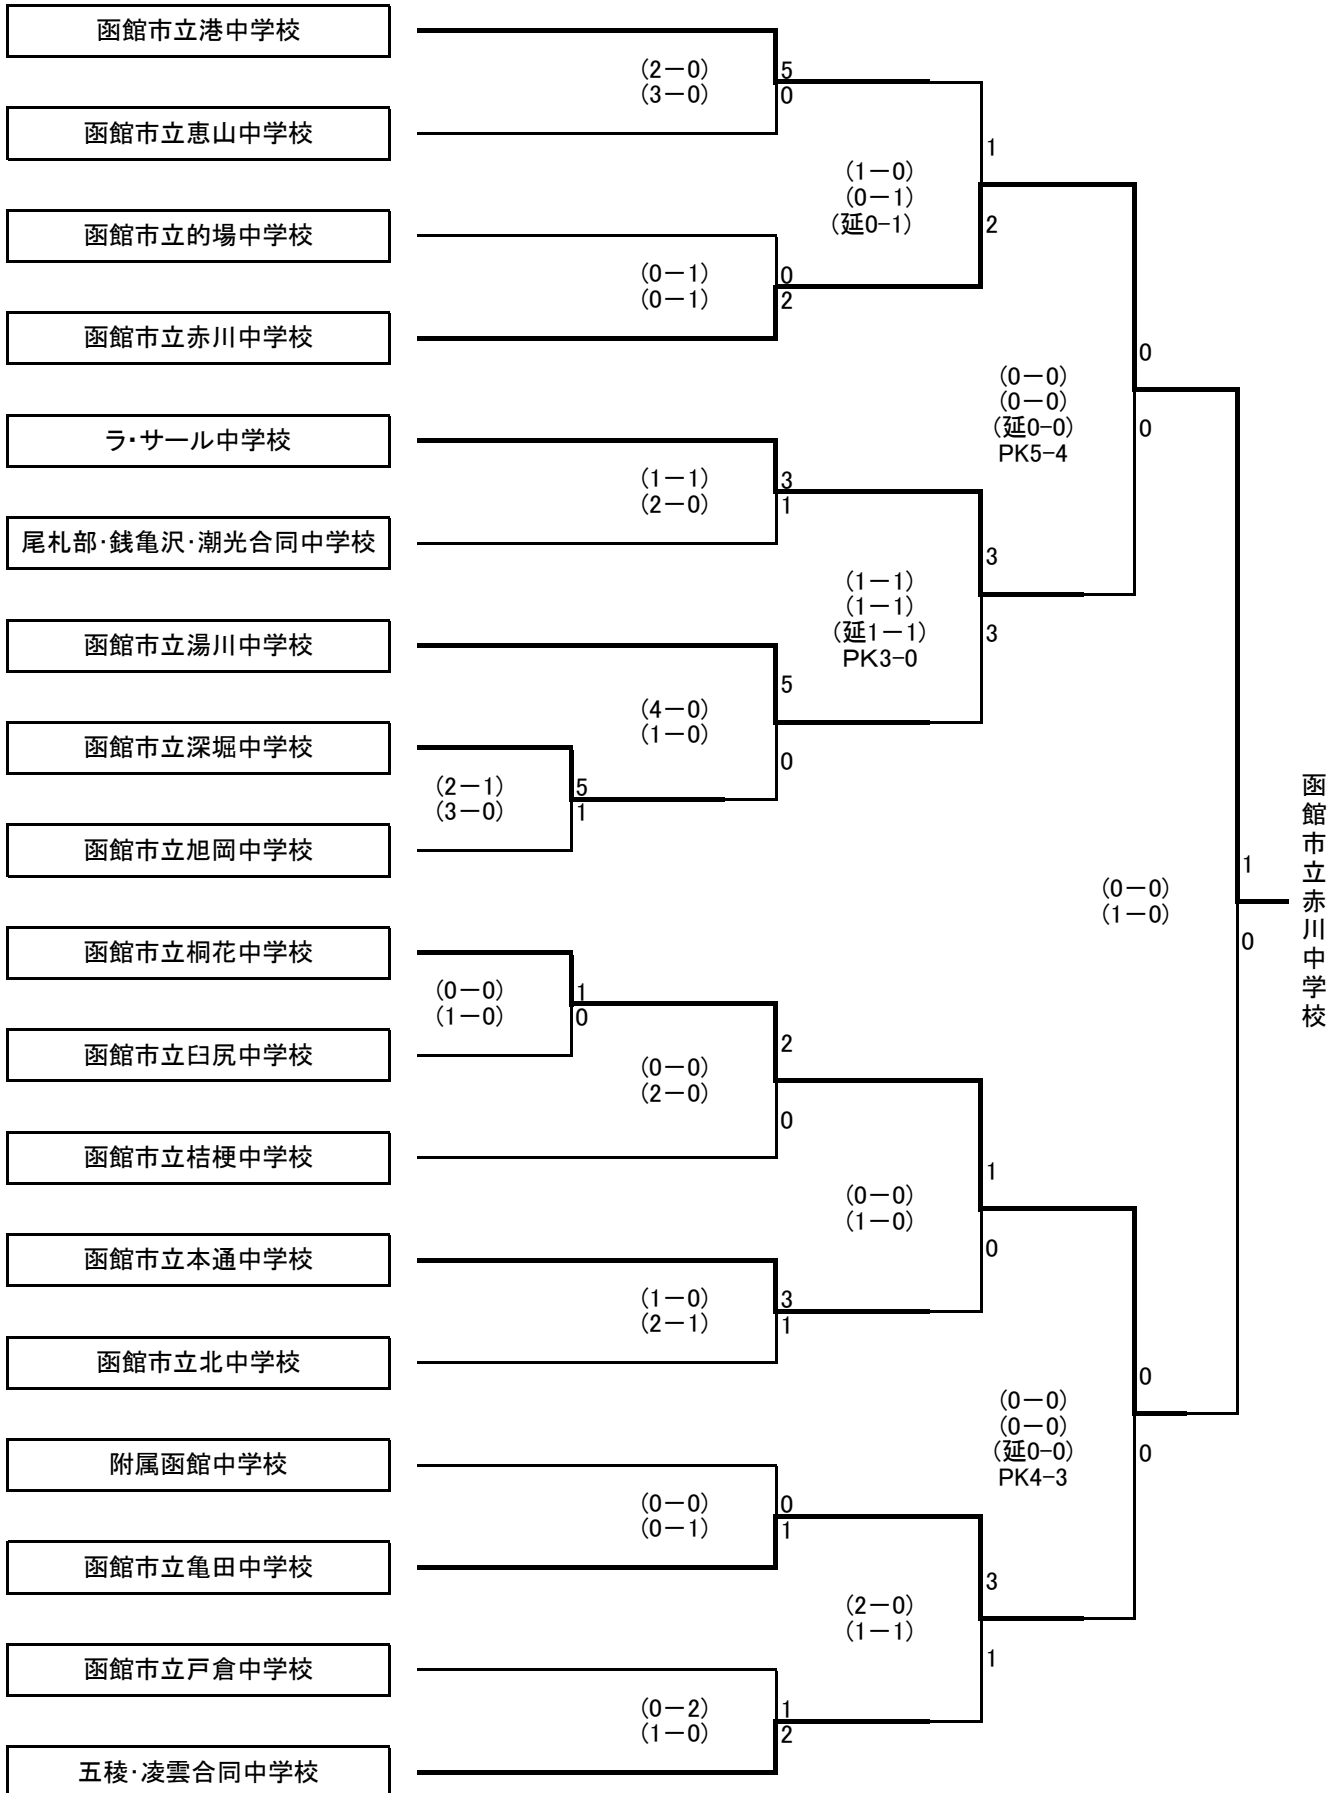 函館市立港中学校
(2－0)
(3－0)
5
0
函館市立恵山中学校
1
(1－0)
(0－1)
(延0-1)
2
函館市立的場中学校
(0－1)
(0－1)
0
2
函館市立赤川中学校
0
(0－0)
(0－0)
(延0-0)
PK5-4
0
ラ・サール中学校
(1－1)
(2－0)
3
1
尾札部・銭亀沢・潮光合同中学校
3
(1－1)
(1－1)
(延1－1)
PK3-0
3
函館市立湯川中学校
5
(4－0)
(1－0)
0
函館市立深堀中学校
(2－1)
(3－0)
5
1
函館市立旭岡中学校
1
(0－0)
(1－0)
0
函館市立赤川中学校
函館市立桐花中学校
(0－0)
(1－0)
1
0
函館市立臼尻中学校
2
(0－0)
(2－0)
0
函館市立桔梗中学校
1
(0－0)
(1－0)
0
函館市立本通中学校
(1－0)
(2－1)
3
1
函館市立北中学校
0
(0－0)
(0－0)
(延0-0)
PK4-3
0
附属函館中学校
(0－0)
(0－1)
0
1
函館市立亀田中学校
3
(2－0)
(1－1)
1
函館市立戸倉中学校
(0－2)
(1－0)
1
2
五稜・凌雲合同中学校